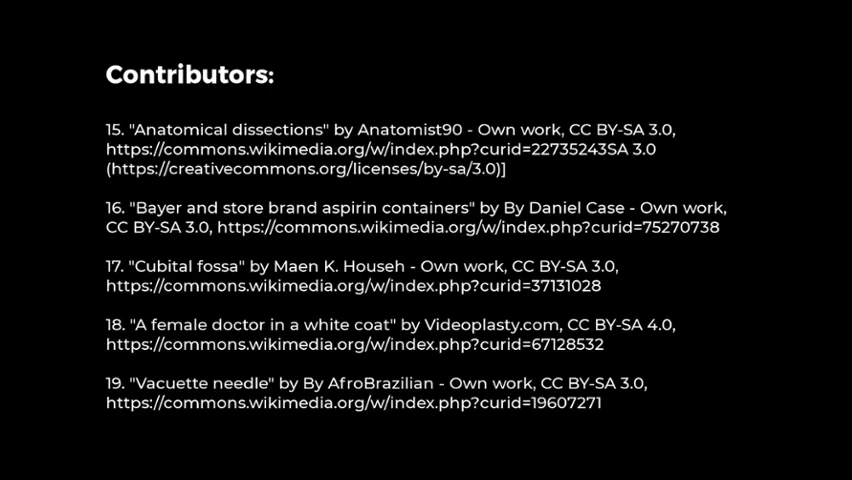 Contributors:
15. "Anatomical dissections" by Anatomist90 - Own work, CC BY-SA 3.0,
https://commons.wikimedia.org/w/index.php?curid=22735243SA 3.0
(https://creativecommons.org/licenses/by-sa/3.0)]
16. "Bayer and store brand aspirin containers" by By Daniel Case - Own work,
CC BY-SA 3.0, https://commons.wikimedia.org/w/index.php?curid=75270738
17. "Cubital fossa" by Maen K. Househ - Own work, CC BY-SA 3.0,
https://commons.wikimedia.org/w/index.php?curid=37131028
18. "A female doctor in a white coat" by Videoplasty.com, CC BY-SA 4.0,
https://commons.wikimedia.org/w/index.php?curid=67128532
19. "Vacuette needle" by By AfroBrazilian - Own work, CC BY-SA 3.0,
https://commons.wikimedia.org/w/index.php?curid=19607271